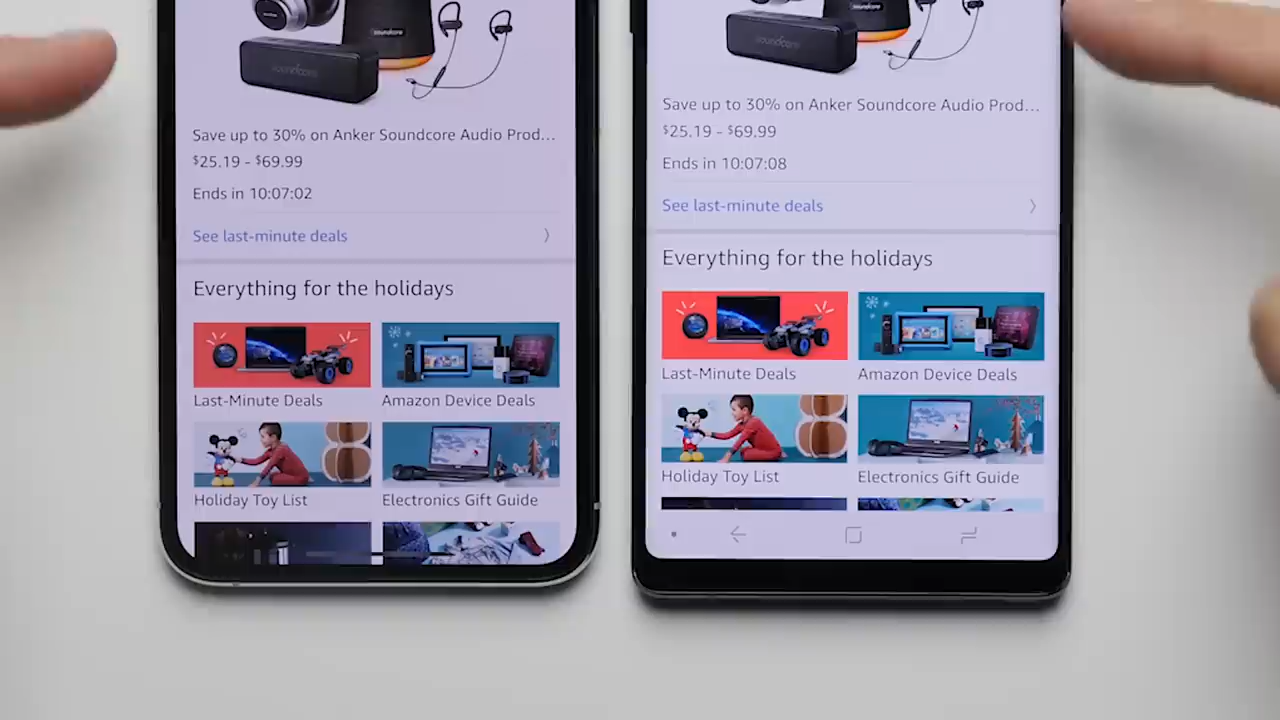 soundcore
soundcore
Save up to 30% on Anker Soundcore Audio Prod...
$25.19 - $69.99
Ends in 10:07:02
See last-minute deals
Everything for the holidays
Last-Minute Deals
Amazon Device Deals
Holiday Toy List
Electronics Gift Guide
soundcore
soundcore
Save up to 30% on Anker Soundcore Audio Prod...
$25.19 - $69.99
Ends in 10:07:08
See last-minute deals
Everything for the holidays
Last-Minute Deals
Amazon Device Deals
Holiday Toy List
Electronics Gift Guide